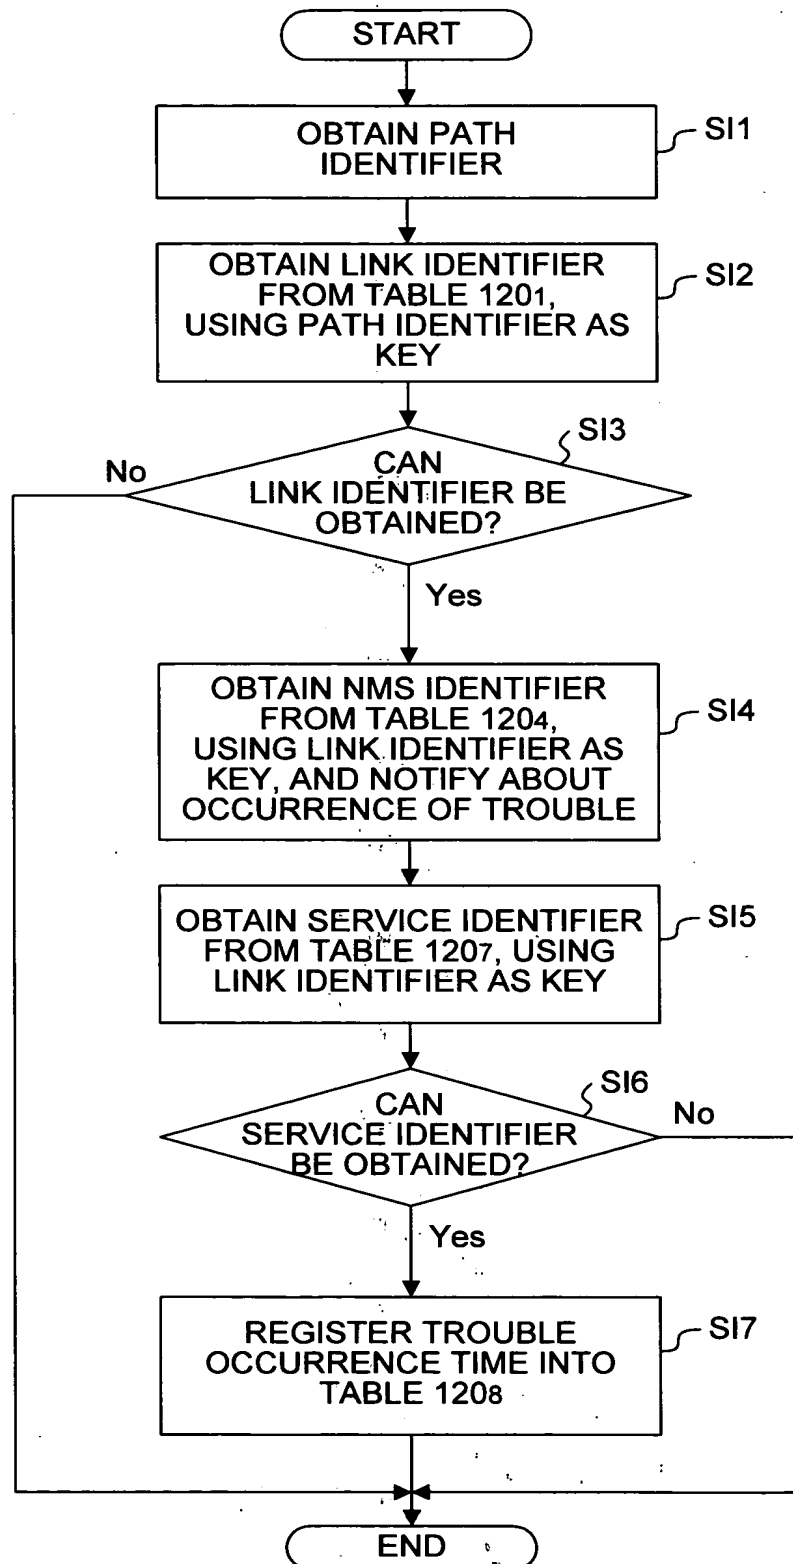 START
OBTAIN PATH
IDENTIFIER
SI1
OBTAIN LINK IDENTIFIER
FROM TABLE 1201,
USING PATH IDENTIFIER AS
KEY
SI2
SI3
No
CAN
LINK IDENTIFIER BE
OBTAINED?
Yes
OBTAIN NMS IDENTIFIER
FROM TABLE 1204,
USING LINK IDENTIFIER AS
KEY, AND NOTIFY ABOUT
OCCURRENCE OF TROUBLE
SI4
OBTAIN SERVICE IDENTIFIER
FROM TABLE 1207, USING
LINK IDENTIFIER AS KEY
SI5
SI6
CAN
SERVICE IDENTIFIER
BE OBTAINED?
No
Yes
REGISTER TROUBLE
OCCURRENCE TIME INTO
TABLE 1208
SI7
END